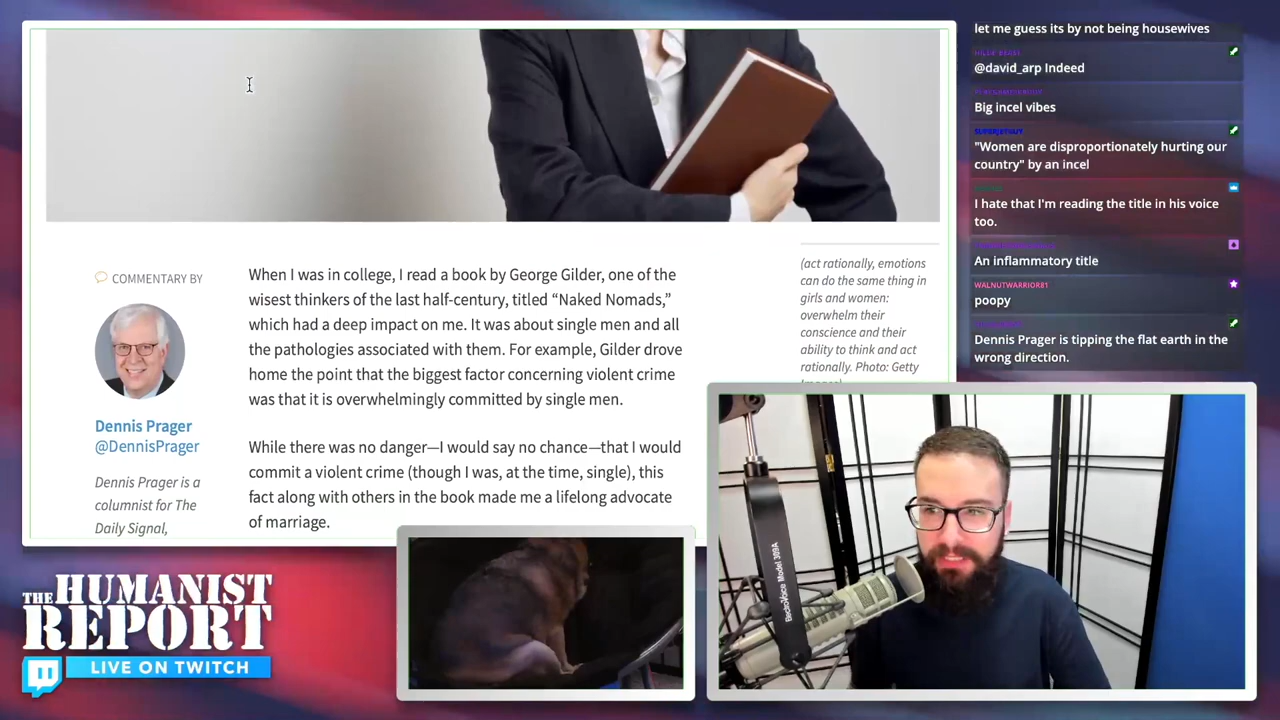 COMMENTARY BY
Dennis Prager
@DennisPrager
Dennis Prager is a
columnist for The
Daily Signal,
When I was in college, I read a book by George Gilder, one of the
wisest thinkers of the last half-century, titled “Naked Nomads,”
which had a deep impact on me. It was about single men and all
the pathologies associated with them. For example, Gilder drove
home the point that the biggest factor concerning violent crime
was that it is overwhelmingly committed by single men.
While there was no danger—I would say no chance—that I would
commit a violent crime (though I was, at the time, single), this
fact along with others in the book made me a lifelong advocate
of marriage.
(act rationally, emotions
can do the same thing in
girls and women:
overwhelm their
conscience and their
ability to think and act
rationally. Photo: Getty
let me guess its by not being housewives
@david_arp Indeed
Big incel vibes
"Women are disproportionately hurting our
country" by an incel
I hate that I'm reading the title in his voice
too.
An inflammatory title
WALNUTWARRIOR81
poopy
Dennis Prager is tipping the flat earth in the
wrong direction.
THE HUMANIST
REPORT
LIVE ON TWITCH